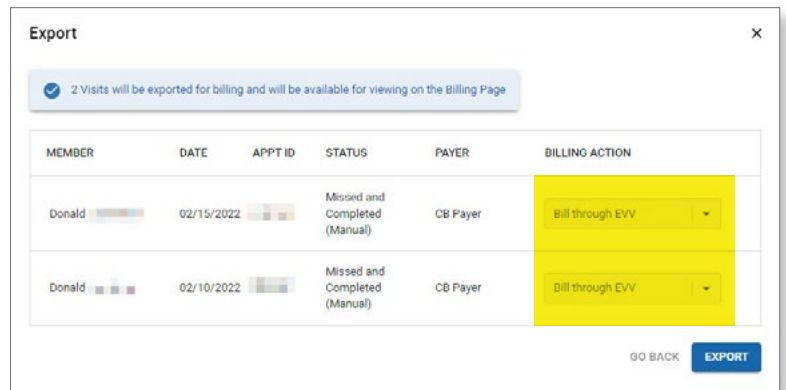 Export
2 Visits will be exported for billing and will be available for viewing on the Billing Page
MEMBER DATE APPT ID STATUS PAYER BILLING ACTION
Donald 02/15/2022 Missed and Completed (Manual) CB Payer Bill through EVV
Donald 02/10/2022 Missed and Completed (Manual) CB Payer Bill through EVV
GO BACK EXPORT